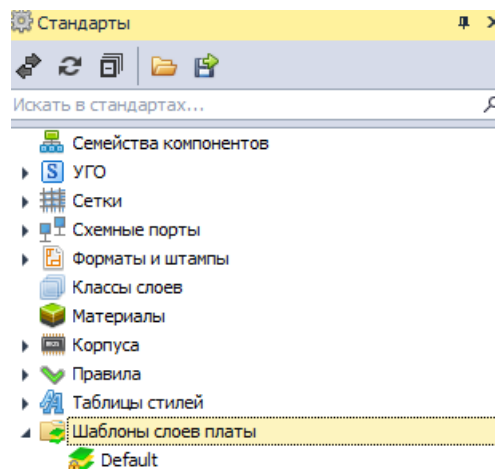 Стандарты
Искать в стандартах...
Семейства компонентов
УГО
Сетки
Схемные порты
Форматы и штампы
Классы слоев
Материалы
Корпуса
Правила
Таблицы стилей
Шаблоны слоев платы
Default